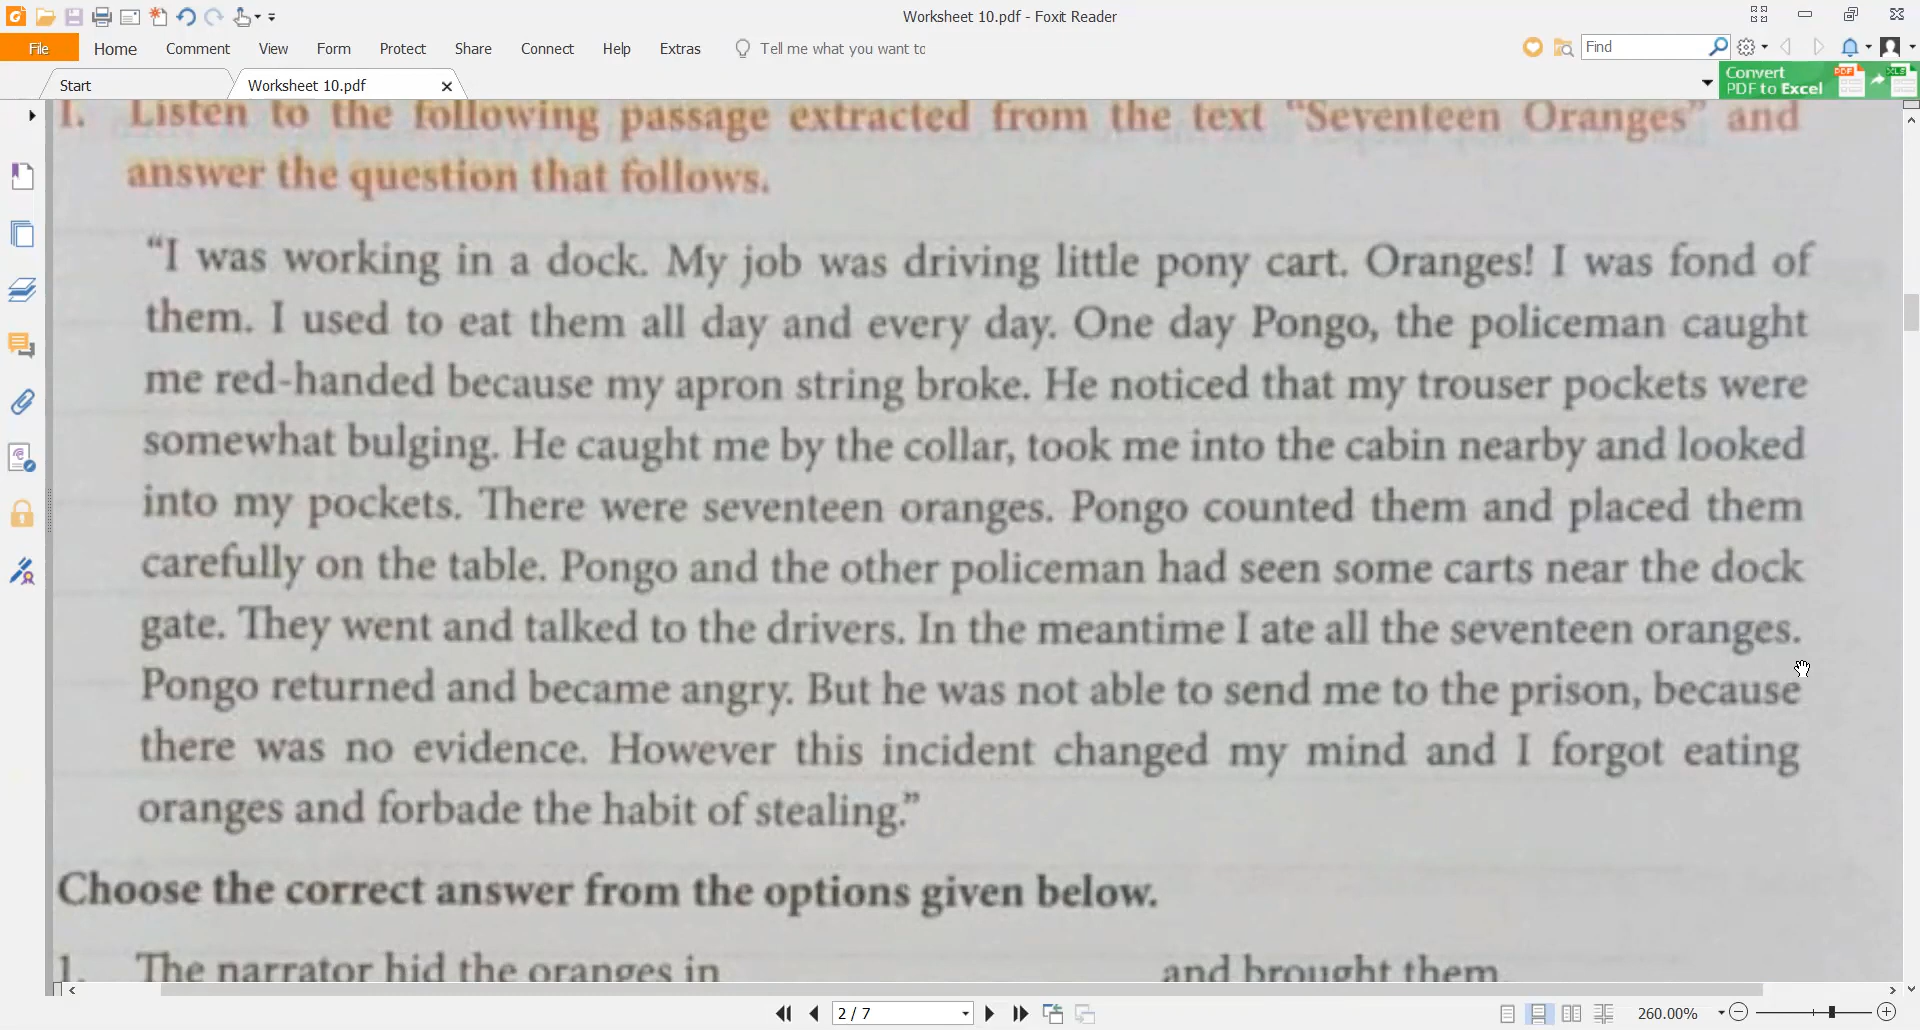 Worksheet 10.pdf - Foxit Reader
File Home Comment View Form Protect Share Connect Help Extras Tell me what you want to Find
Start Worksheet 10.pdf
Convert
PDF to Excel
PDF XLS
1. Listen to the following passage extracted from the text “Seventeen Oranges” and
answer the question that follows.
“I was working in a dock. My job was driving little pony cart. Oranges! I was fond of
them. I used to eat them all day and every day. One day Pongo, the policeman caught
me red-handed because my apron string broke. He noticed that my trouser pockets were
somewhat bulging. He caught me by the collar, took me into the cabin nearby and looked
into my pockets. There were seventeen oranges. Pongo counted them and placed them
carefully on the table. Pongo and the other policeman had seen some carts near the dock
gate. They went and talked to the drivers. In the meantime I ate all the seventeen oranges.
Pongo returned and became angry. But he was not able to send me to the prison, because
there was no evidence. However this incident changed my mind and I forgot eating
oranges and forbade the habit of stealing.”
Choose the correct answer from the options given below.
1. The narrator hid the oranges in and brought them
2 / 7
260.00%